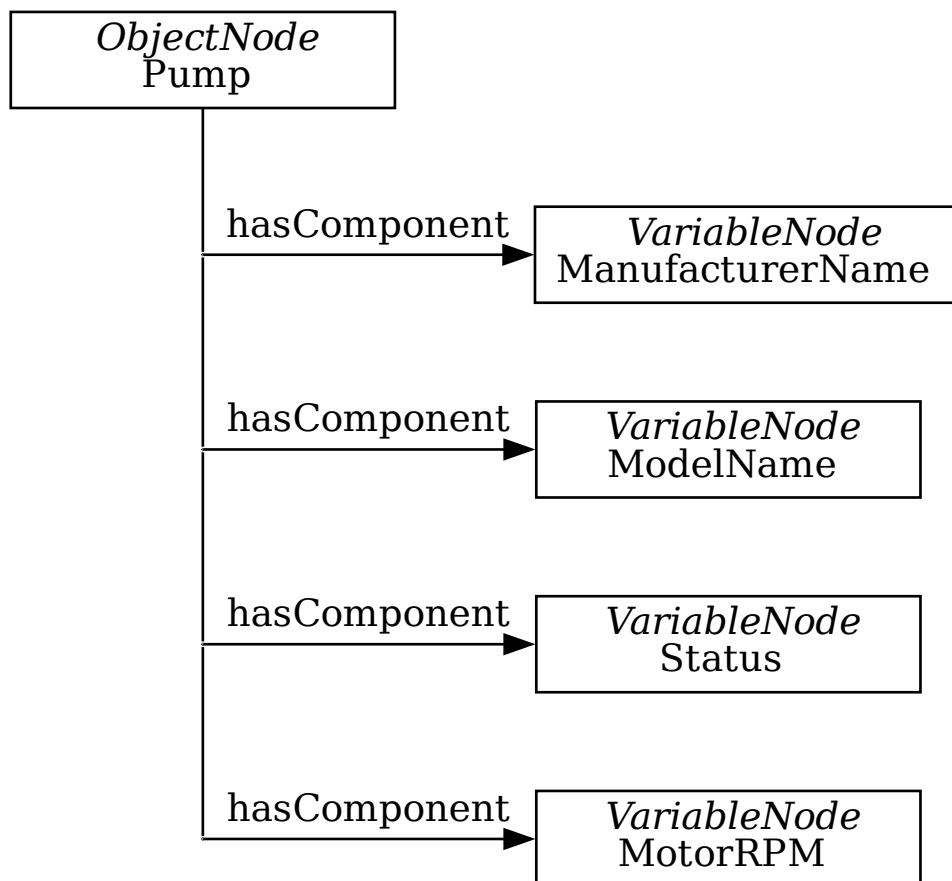 ObjectNode
Pump
hasComponent
VariableNode
ManufacturerName
hasComponent
VariableNode
ModelName
hasComponent
VariableNode
Status
hasComponent
VariableNode
MotorRPM